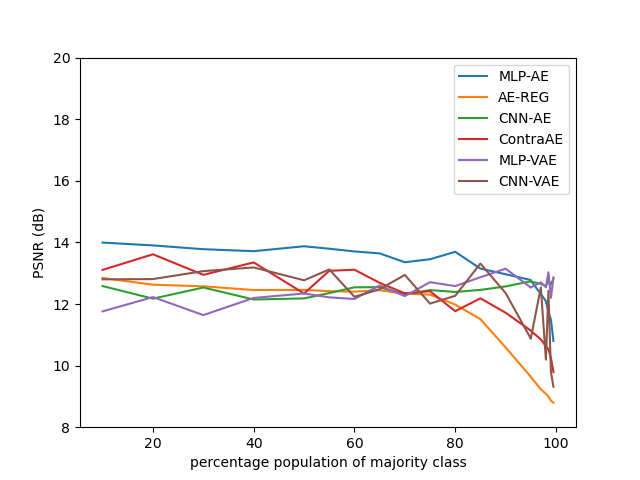 20
18
16
14
12
10
8
PSNR (dB)
MLP-AE
AE-REG
CNN-AE
ContraAE
MLP-VAE
CNN-VAE
20 40 60 80 100
percentage population of majority class